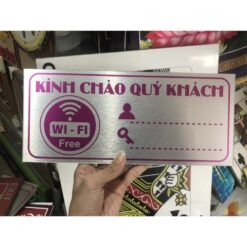 KÍNH CHÀO QUÝ KHÁCH
WI - FI
Free